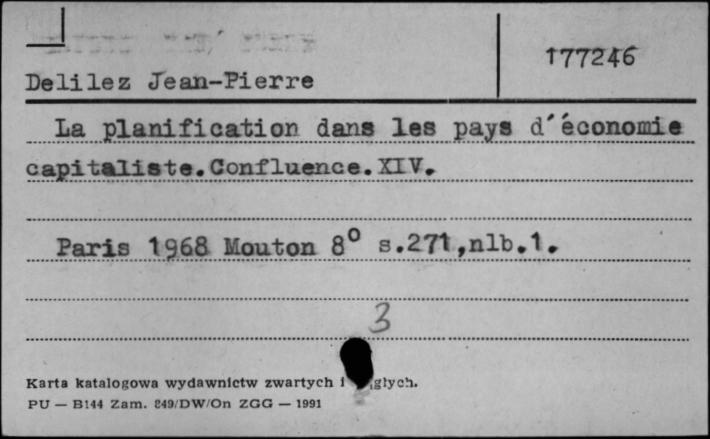 177246
Delilez Jean-Pierre
La planification dans les pays d´économie
capitaliste.Confluence.XIV.
Paris 1968 Mouton 8° s.271,nlb.1.
3
Karta katalogowa wydawnictw zwartych i
PU — B144 Zam. 849/DW/On ZGG — 1991